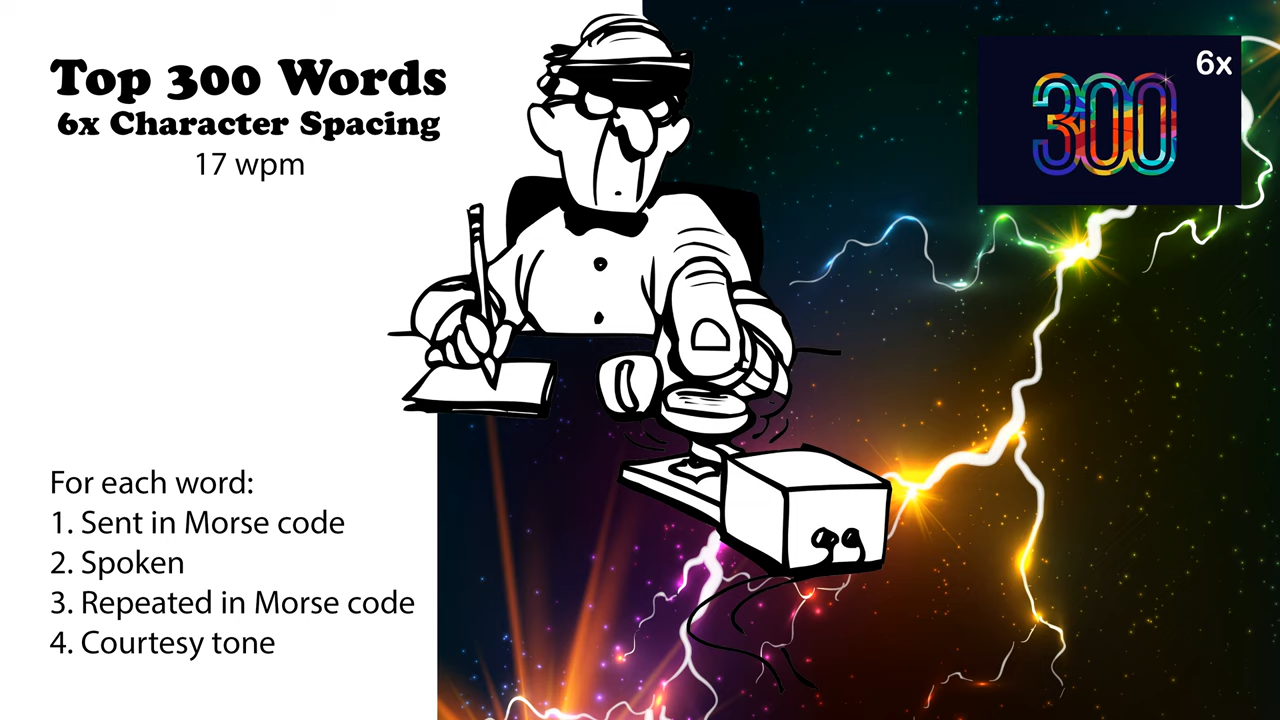 Top 300 Words
6x Character Spacing
17 wpm
6x
300
For each word:
1. Sent in Morse code
2. Spoken
3. Repeated in Morse code
4. Courtesy tone